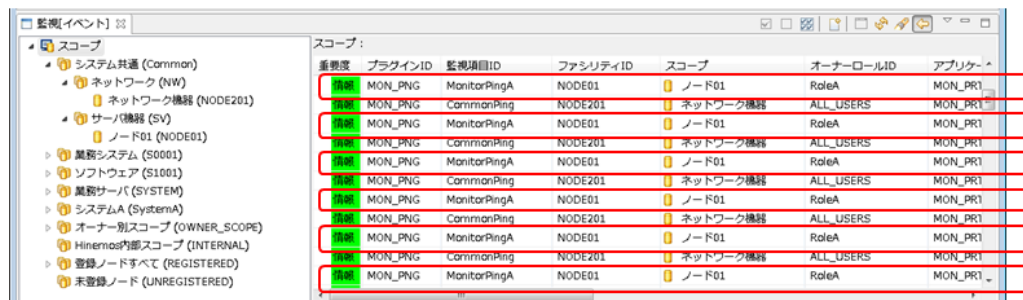 監視[イベント]
スコープ
システム共通 (Common)
ネットワーク (NW)
ネットワーク機器 (NODE201)
サーバ機器 (SV)
ノード01 (NODE01)
業務システム (S0001)
ソフトウェア (S1001)
業務サーバ (SYSTEM)
システムA (SystemA)
オーナー別スコープ (OWNER_SCOPE)
Hinemos内部スコープ (INTERNAL)
登録ノードすべて (REGISTERED)
未登録ノード (UNREGISTERED)
スコープ :
重要度 プラグインID 監視項目ID ファシリティID スコープ オーナーロールID アプリケー
情報 MON_PNG MonitorPingA NODE01 ノード01 RoleA MON_PRT
情報 MON_PNG CommonPing NODE201 ネットワーク機器 ALL_USERS MON_PRT
情報 MON_PNG MonitorPingA NODE01 ノード01 RoleA MON_PRT
情報 MON_PNG CommonPing NODE201 ネットワーク機器 ALL_USERS MON_PRT
情報 MON_PNG MonitorPingA NODE01 ノード01 RoleA MON_PRT
情報 MON_PNG CommonPing NODE201 ネットワーク機器 ALL_USERS MON_PRT
情報 MON_PNG MonitorPingA NODE01 ノード01 RoleA MON_PRT
情報 MON_PNG CommonPing NODE201 ネットワーク機器 ALL_USERS MON_PRT
情報 MON_PNG MonitorPingA NODE01 ノード01 RoleA MON_PRT
情報 MON_PNG CommonPing NODE201 ネットワーク機器 ALL_USERS MON_PRT
情報 MON_PNG MonitorPingA NODE01 ノード01 RoleA MON_PRT